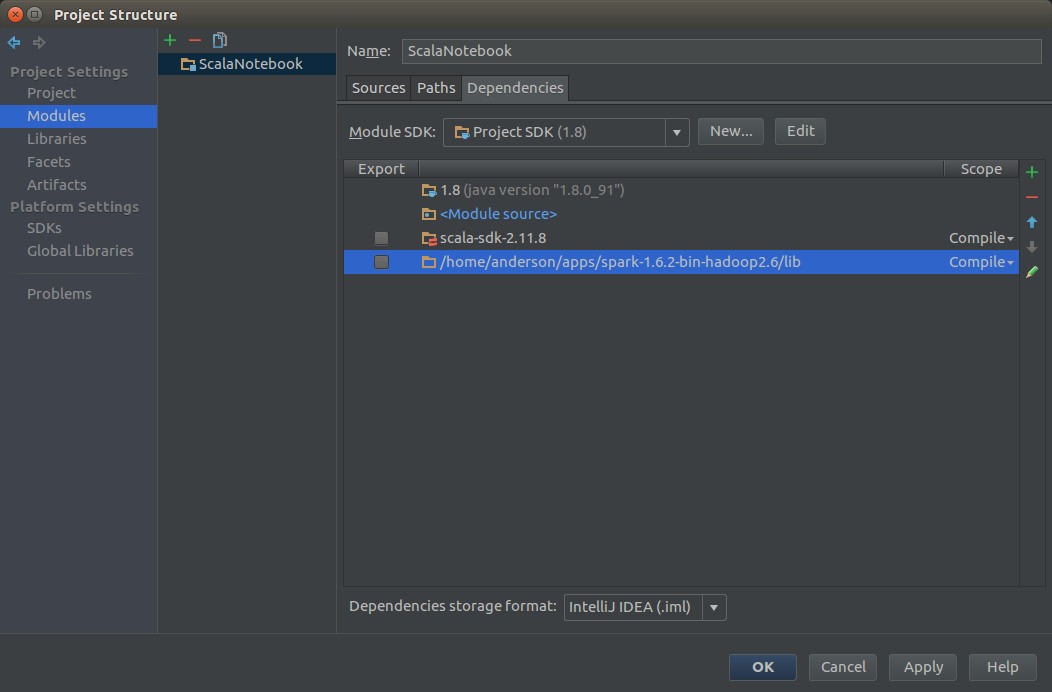 Project Structure
Project Settings
Project
Modules
Libraries
Facets
Artifacts
Platform Settings
SDKs
Global Libraries
Problems
ScalaNotebook
Name: ScalaNotebook
Sources Paths Dependencies
Module SDK: Project SDK (1.8) New... Edit
Export Scope
1.8 (java version "1.8.0_91")
<Module source>
scala-sdk-2.11.8 Compile
/home/anderson/apps/spark-1.6.2-bin-hadoop2.6/lib Compile
Dependencies storage format: IntelliJ IDEA (.iml)
OK Cancel Apply Help